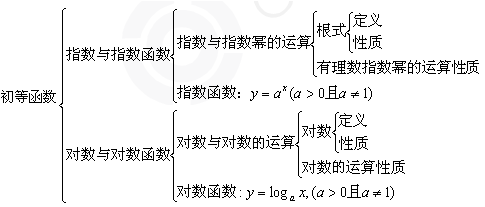 初等函数
指数与指数函数
指数与指数幂的运算
根式
定义
性质
有理数指数幂的运算性质
指数函数：y = aˣ(a > 0且a ≠ 1)
对数与对数函数
对数与对数的运算
对数
定义
性质
对数的运算性质
对数函数: y = logₐ x, (a > 0且a ≠ 1)